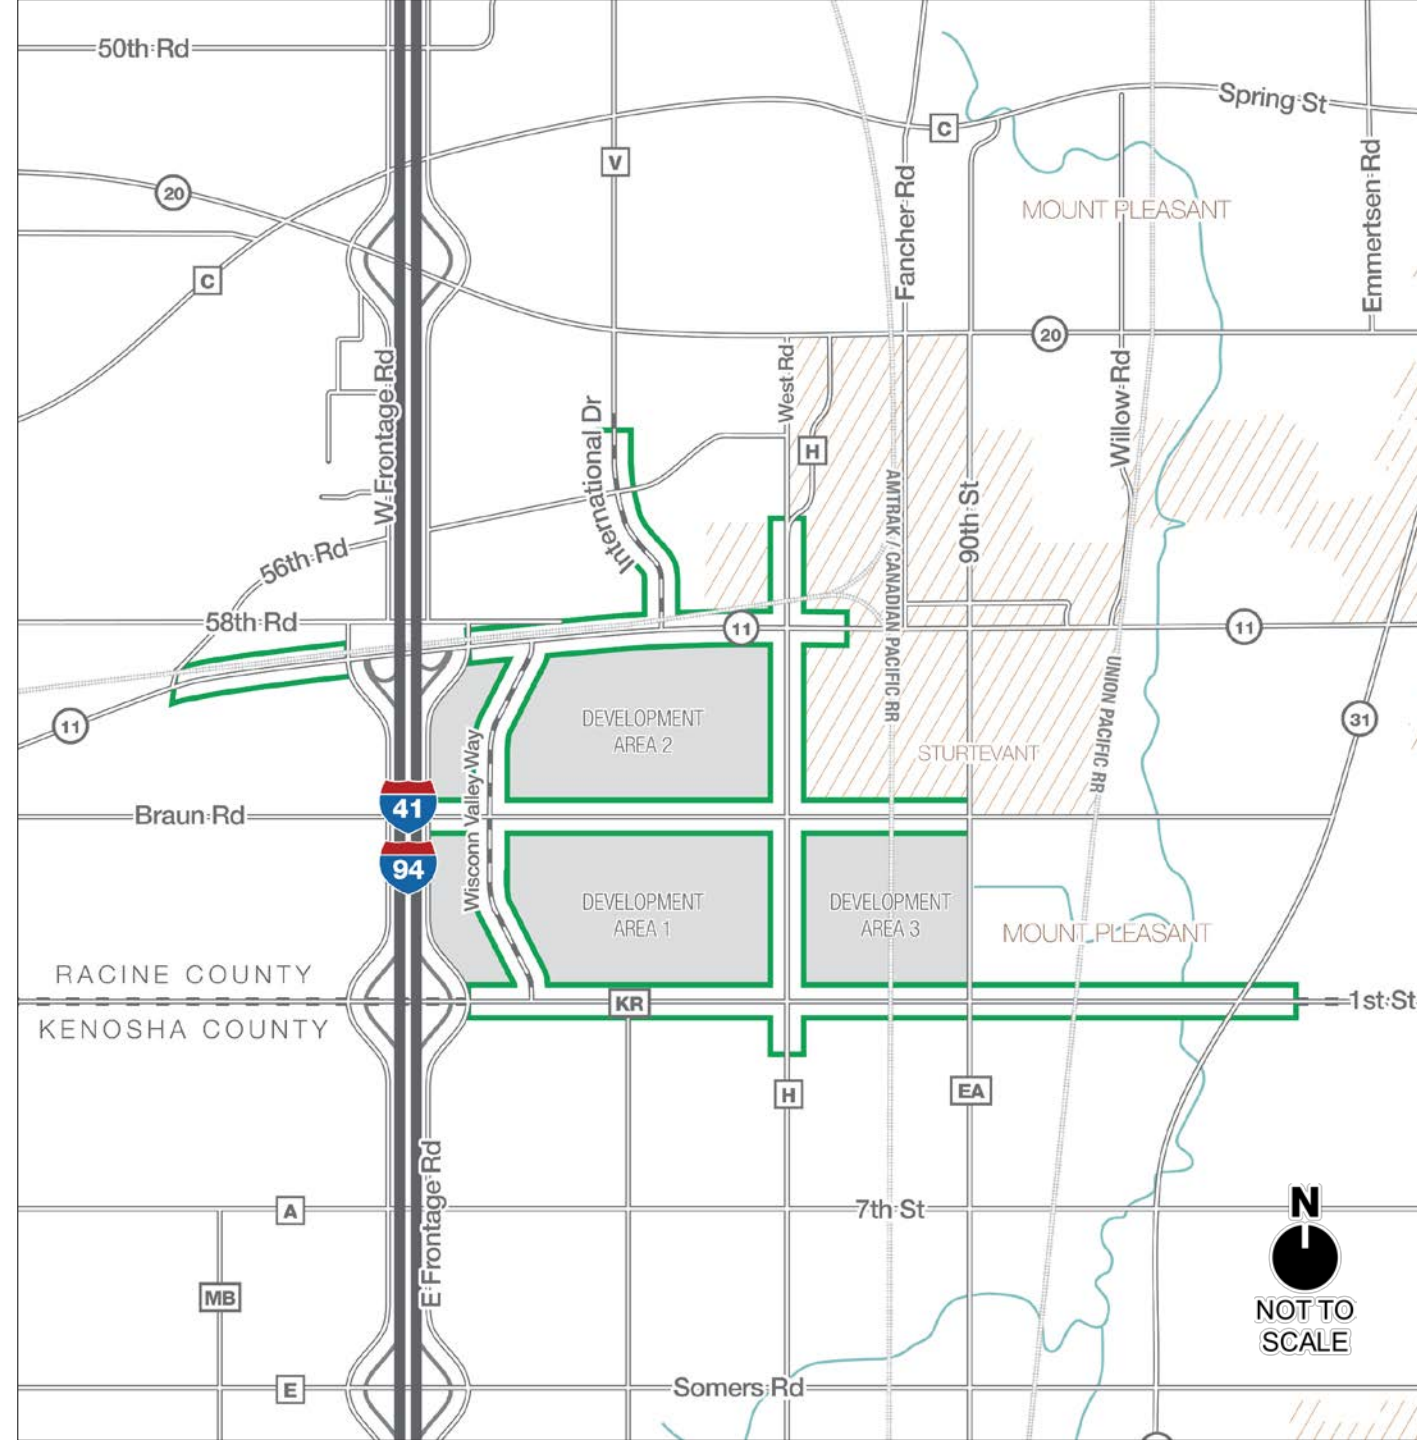 50th Rd
Spring St
C
V
20
Fancher Rd
Emmertsen Rd
MOUNT PLEASANT
C
20
W Frontage Rd
International Dr
West Rd
H
Willow Rd
AMTRAK / CANADIAN PACIFIC RR
90th St
56th Rd
58th Rd
11
11
11
UNION PACIFIC RR
31
DEVELOPMENT
AREA 2
STURTEVANT
Wisconn Valley Way
41
Braun Rd
94
DEVELOPMENT
AREA 1
DEVELOPMENT
AREA 3
MOUNT PLEASANT
RACINE COUNTY
KENOSHA COUNTY
KR
1st St
H
EA
E Frontage Rd
A
7th St
N
NOT TO
SCALE
MB
E
Somers Rd